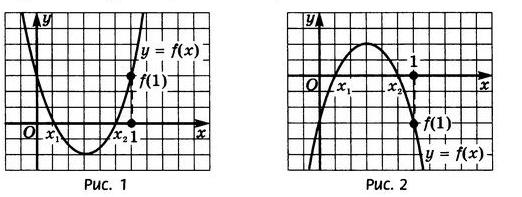 y
y = f(x)
f(1)
O x₁ x₂ 1 x
Рис. 1
y
1
O x₁ x₂ x
f(1)
y = f(x)
Рис. 2